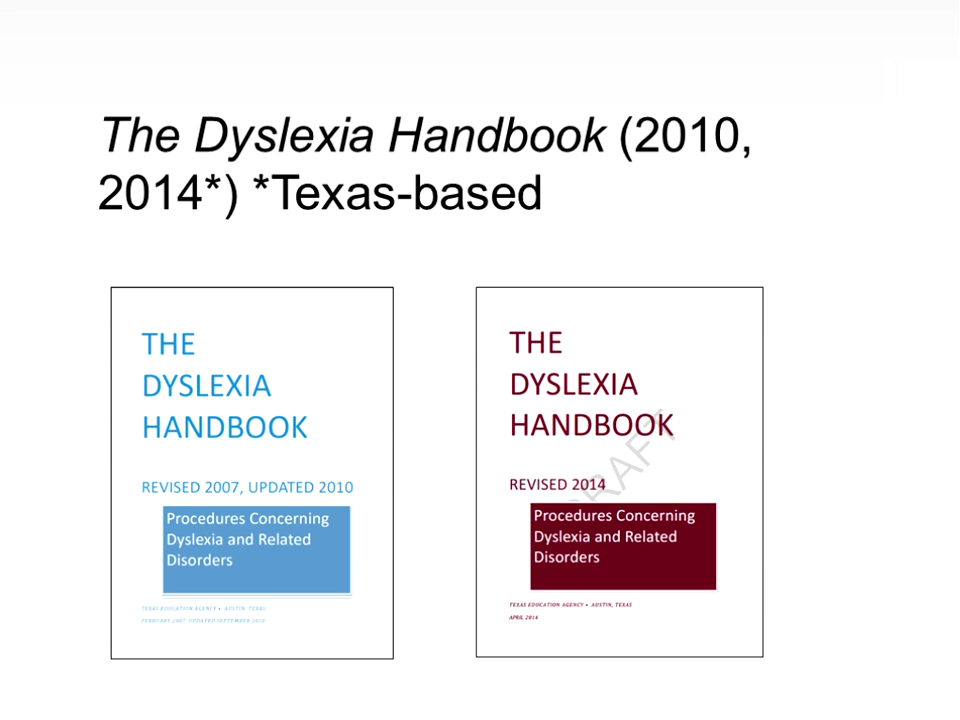 The Dyslexia Handbook (2010,
2014*) *Texas-based
THE
DYSLEXIA
HANDBOOK
REVISED 2007, UPDATED 2010
Procedures Concerning
Dyslexia and Related
Disorders
TEXAS EDUCATION AGENCY • AUSTIN TEXAS
FEBRUARY 2007 UPDATED SEPTEMBER 2010
THE
DYSLEXIA
HANDBOOK
DRAFT
REVISED 2014
Procedures Concerning
Dyslexia and Related
Disorders
TEXAS EDUCATION AGENCY • AUSTIN, TEXAS
APRIL 2014